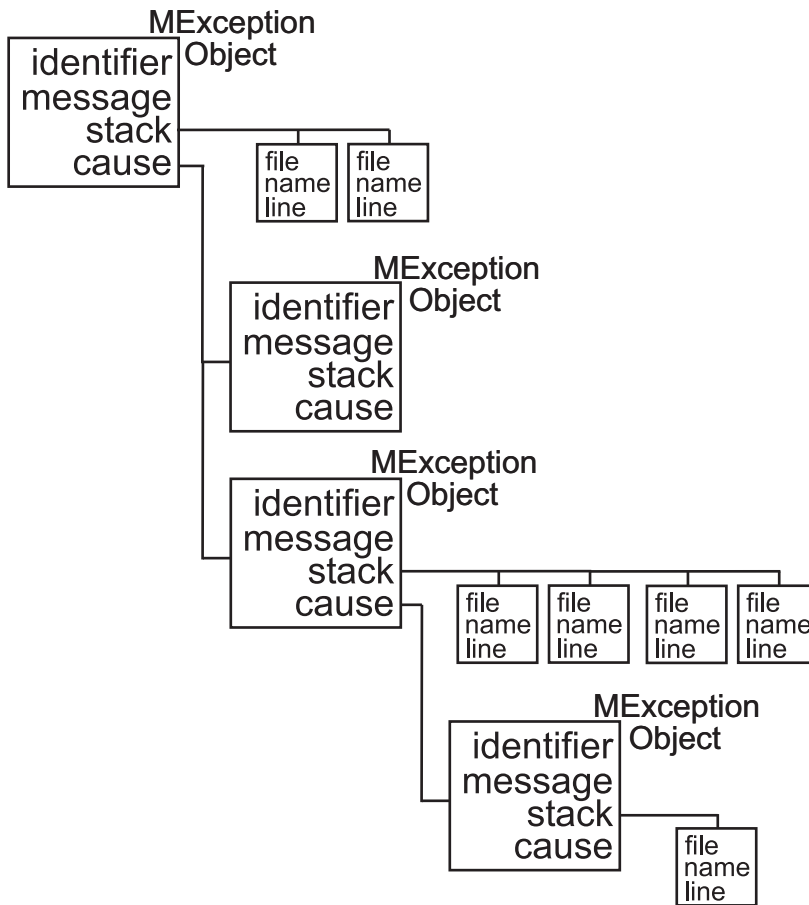 MException
Object
identifier
message
stack
cause
file
name
line
file
name
line
MException
Object
identifier
message
stack
cause
MException
Object
identifier
message
stack
cause
file
name
line
file
name
line
file
name
line
file
name
line
MException
Object
identifier
message
stack
cause
file
name
line